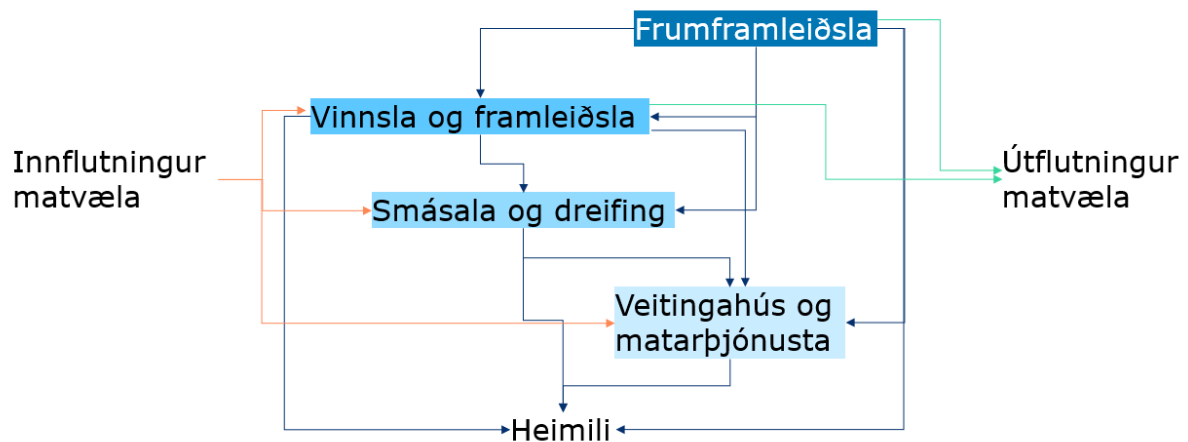 Frumframleiðsla
Vinnsla og framleiðsla
Innflutningur
matvæla
Útflutningur
matvæla
Smásala og dreifing
Veitingahús og
matarþjónusta
Heimili